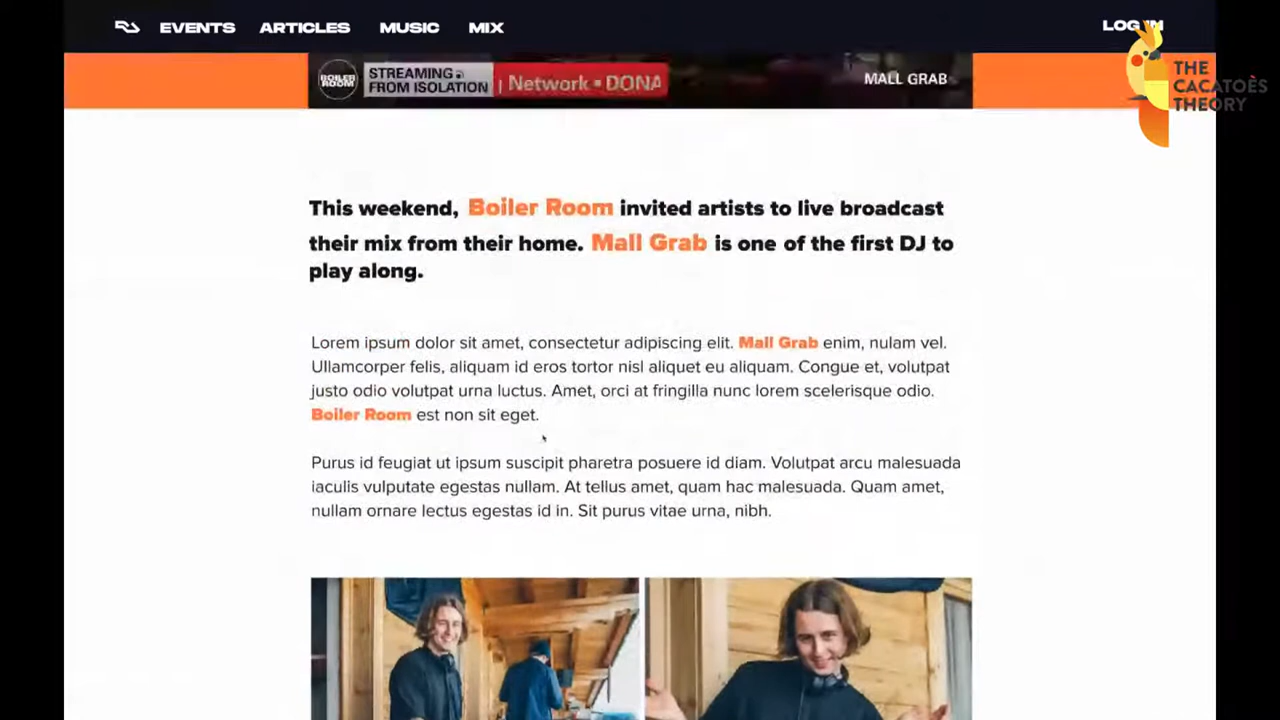 EVENTS ARTICLES MUSIC MIX
BOILER ROOM
STREAMING
FROM ISOLATION
| Network • DONA
MALL GRAB
THE
CACATOÈS
THEORY
This weekend, Boiler Room invited artists to live broadcast
their mix from their home. Mall Grab is one of the first DJ to
play along.
Lorem ipsum dolor sit amet, consectetur adipiscing elit. Mall Grab enim, nulam vel.
Ullamcorper felis, aliquam id eros tortor nisl aliquet eu aliquam. Congue et, volutpat
justo odio volutpat urna luctus. Amet, orci at fringilla nunc lorem scelerisque odio.
Boiler Room est non sit eget.
Purus id feugiat ut ipsum suscipit pharetra posuere id diam. Volutpat arcu malesuada
iaculis vulputate egestas nullam. At tellus amet, quam hac malesuada. Quam amet,
nullam ornare lectus egestas id in. Sit purus vitae urna, nibh.